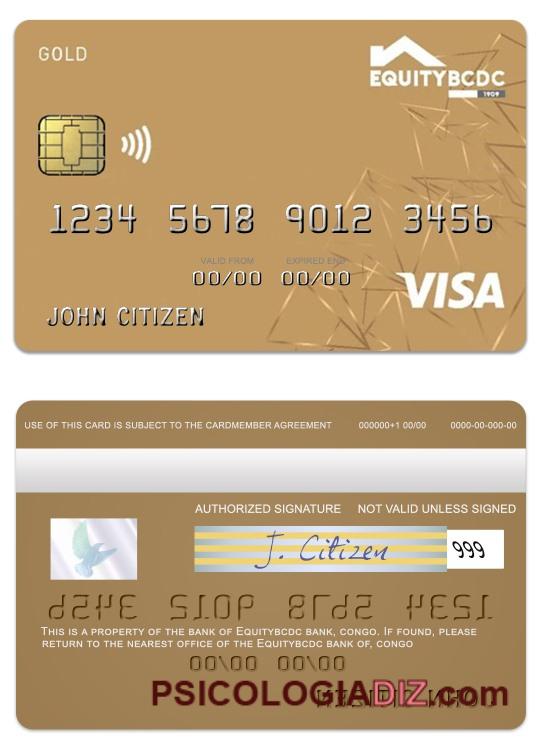 GOLD
EQUITYBCDC
1909
1234 5678 9012 3456
VALID FROM EXPIRED END
00/00 00/00
VISA
JOHN CITIZEN
USE OF THIS CARD IS SUBJECT TO THE CARDMEMBER AGREEMENT 000000+1 00/00 0000-00-000-00
AUTHORIZED SIGNATURE NOT VALID UNLESS SIGNED
J. Citizen 999
THIS IS A PROPERTY OF THE BANK OF EQUITYBCDC BANK, CONGO. IF FOUND, PLEASE
RETURN TO THE NEAREST OFFICE OF THE EQUITYBCDC BANK OF, CONGO
00/00 00/00
PSICOLOGIADIZ.com